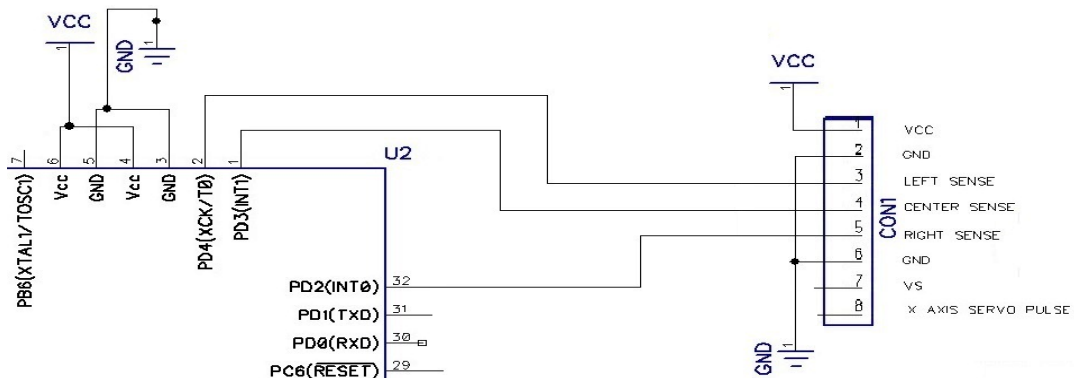 VCC
1
GND
1
VCC
1
U2
7
6
5
4
3
2
1
PB6(XTAL1/TOSC1)
Vcc
GND
Vcc
GND
PD4(XCK/T0)
PD3(INT1)
PD2(INT0) 32
PD1(TXD) 31
PD0(RXD) 30
PC6(RESET) 29
CON1
1 VCC
2 GND
3 LEFT SENSE
4 CENTER SENSE
5 RIGHT SENSE
6 GND
7 VS
8 X AXIS SERVO PULSE
GND
1